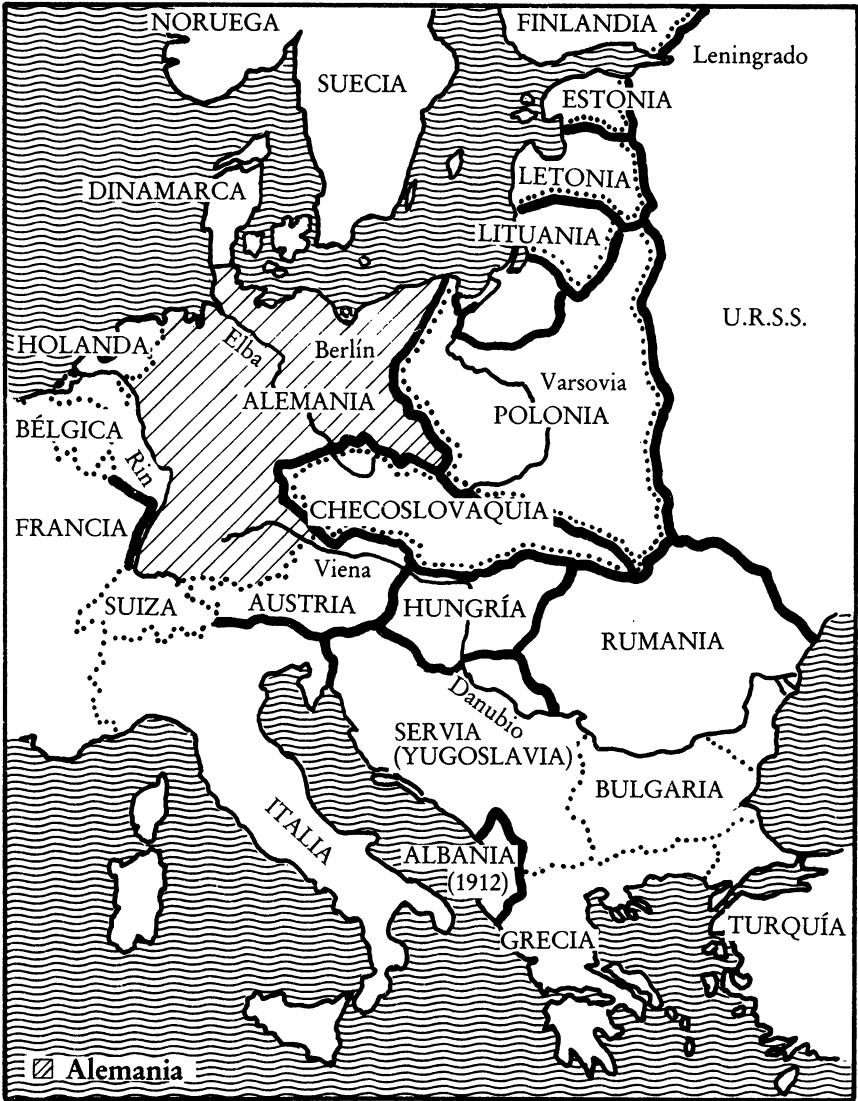 NORUEGA
FINLANDIA
Leningrado
SUECIA
ESTONIA
LETONIA
DINAMARCA
LITUANIA
U.R.S.S.
HOLANDA
Elba
Berlín
Varsovia
ALEMANIA
POLONIA
BÉLGICA
Rin
CHECOSLOVAQUIA
FRANCIA
Viena
SUIZA
AUSTRIA
HUNGRÍA
RUMANIA
Danubio
SERVIA
(YUGOSLAVIA)
BULGARIA
ITALIA
ALBANIA
(1912)
TURQUÍA
GRECIA
Alemania